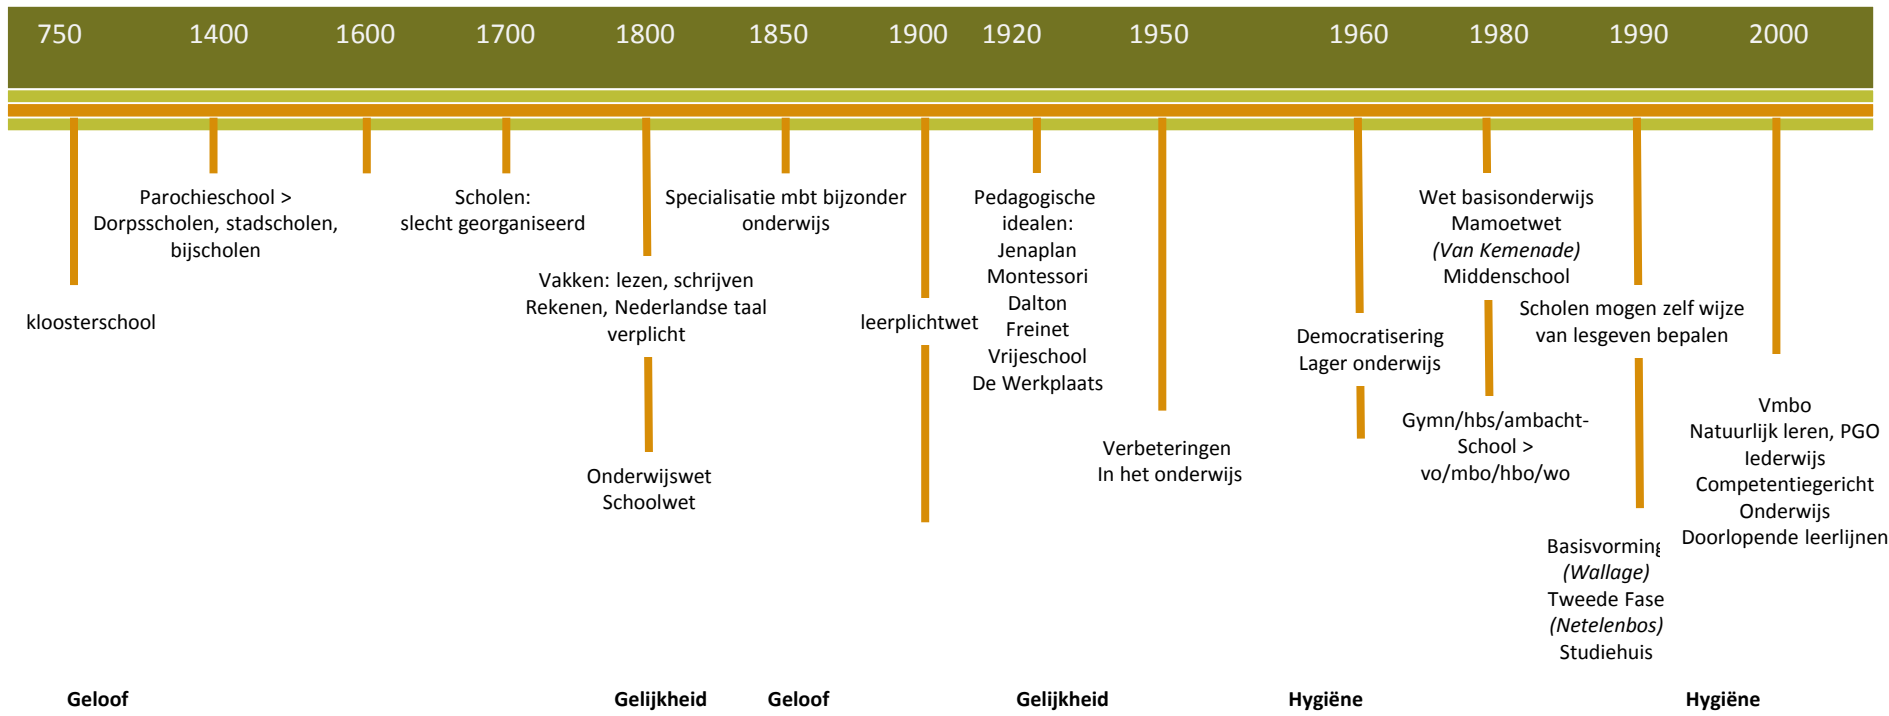 750 1400 1600 1700 1800 1850 1900 1920 1950 1960 1980 1990 2000
kloosterschool
Parochieschool >
Dorpsscholen, stadscholen,
bijscholen
Scholen:
slecht georganiseerd
Vakken: lezen, schrijven
Rekenen, Nederlandse taal
verplicht
Onderwijswet
Schoolwet
Specialisatie mbt bijzonder
onderwijs
leerplichtwet
Pedagogische
idealen:
Jenaplan
Montessori
Dalton
Freinet
Vrijeschool
De Werkplaats
Verbeteringen
In het onderwijs
Democratisering
Lager onderwijs
Wet basisonderwijs
Mamoetwet
(Van Kemenade)
Middenschool
Gymn/hbs/ambacht-
School >
vo/mbo/hbo/wo
Scholen mogen zelf wijze
van lesgeven bepalen
Basisvorming
(Wallage)
Tweede Fase
(Netelenbos)
Studiehuis
Vmbo
Natuurlijk leren, PGO
Iederwijs
Competentiegericht
Onderwijs
Doorlopende leerlijnen
Geloof Gelijkheid Geloof Gelijkheid Hygiëne Hygiëne